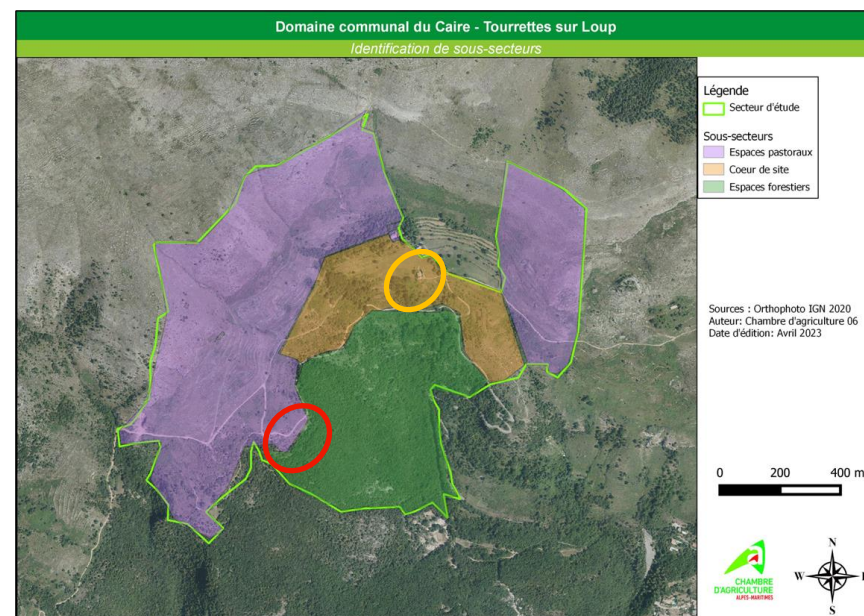 Domaine communal du Caire - Tourrettes sur Loup
Identification de sous-secteurs
Légende
Secteur d'étude
Sous-secteurs
Espaces pastoraux
Coeur de site
Espaces forestiers
Sources : Orthophoto IGN 2020
Auteur: Chambre d'agriculture 06
Date d'édition: Avril 2023
0 200 400 m
CHAMBRE
D'AGRICULTURE
ALPES-MARITIMES
N
W E
S